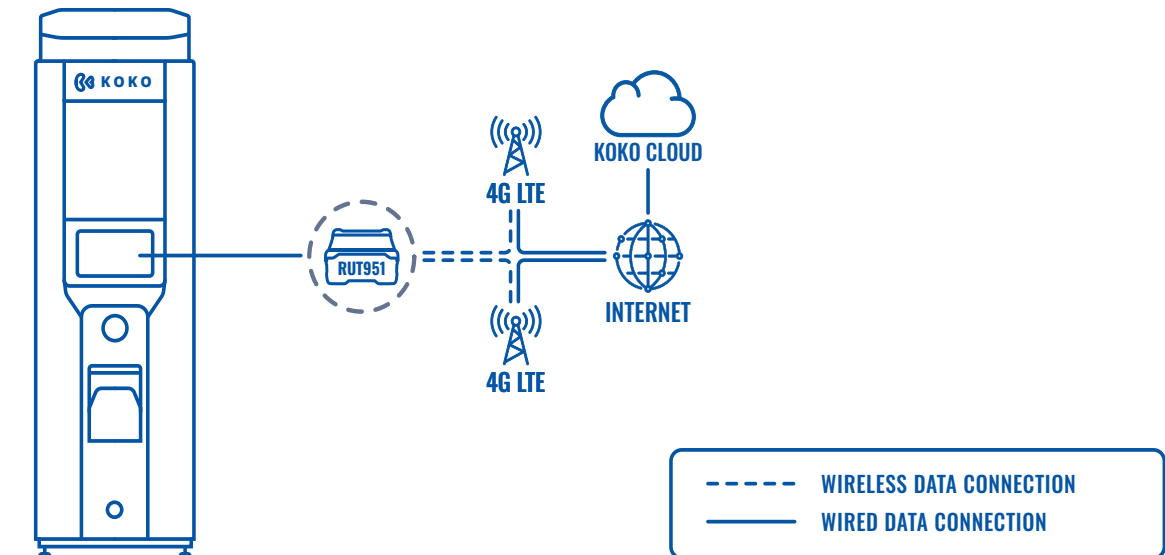 KOKO
KOKO CLOUD
4G LTE
RUT951
INTERNET
4G LTE
WIRELESS DATA CONNECTION
WIRED DATA CONNECTION